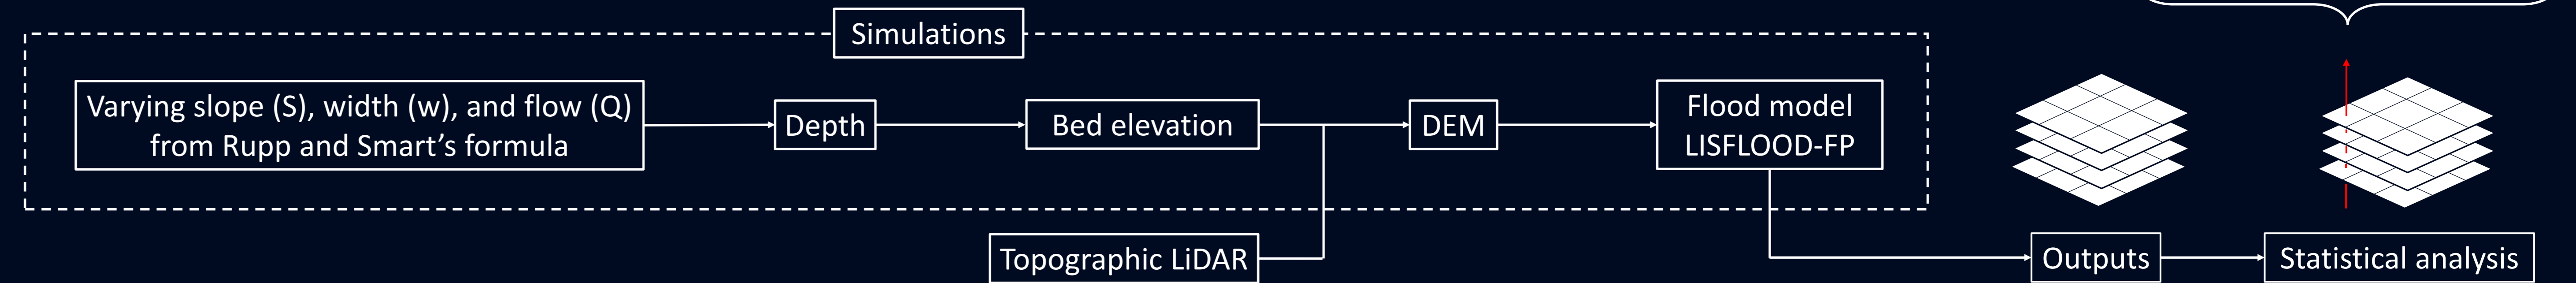 Simulations
Varying slope (S), width (w), and flow (Q)
from Rupp and Smart’s formula
Depth
Bed elevation
DEM
Flood model
LISFLOOD-FP
Topographic LiDAR
Outputs
Statistical analysis